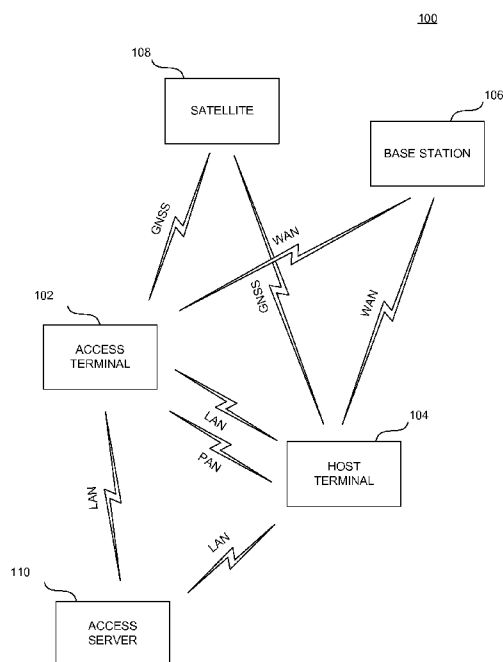 100
108
SATELLITE
106
BASE STATION
GNSS
WAN
GNSS
WAN
102
ACCESS
TERMINAL
LAN
PAN
104
HOST
TERMINAL
LAN
LAN
110
ACCESS
SERVER